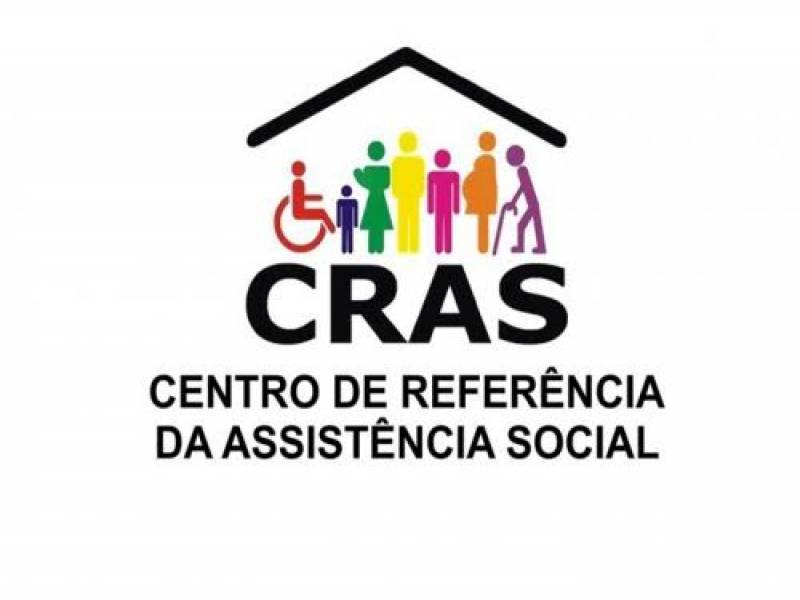 CRAS
CENTRO DE REFERÊNCIA
DA ASSISTÊNCIA SOCIAL